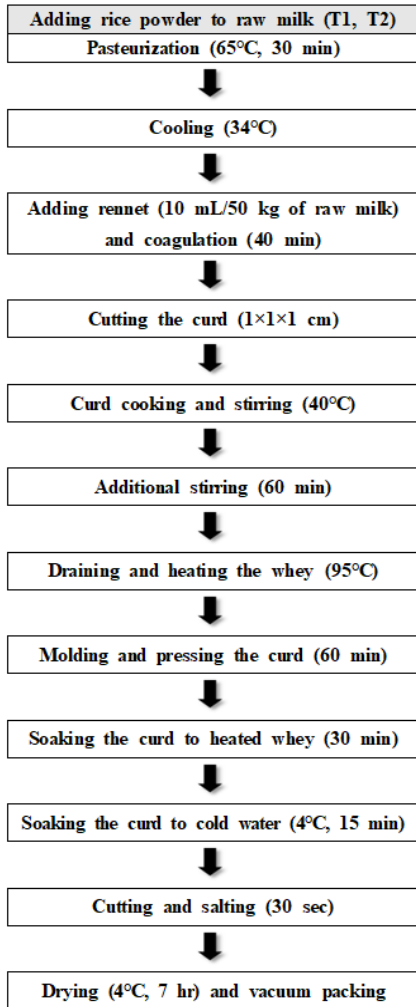 Adding rice powder to raw milk (T1, T2)
Pasteurization (65°C, 30 min)
Cooling (34°C)
Adding rennet (10 mL/50 kg of raw milk)
and coagulation (40 min)
Cutting the curd (1×1×1 cm)
Curd cooking and stirring (40°C)
Additional stirring (60 min)
Draining and heating the whey (95°C)
Molding and pressing the curd (60 min)
Soaking the curd to heated whey (30 min)
Soaking the curd to cold water (4°C, 15 min)
Cutting and salting (30 sec)
Drying (4°C, 7 hr) and vacuum packing